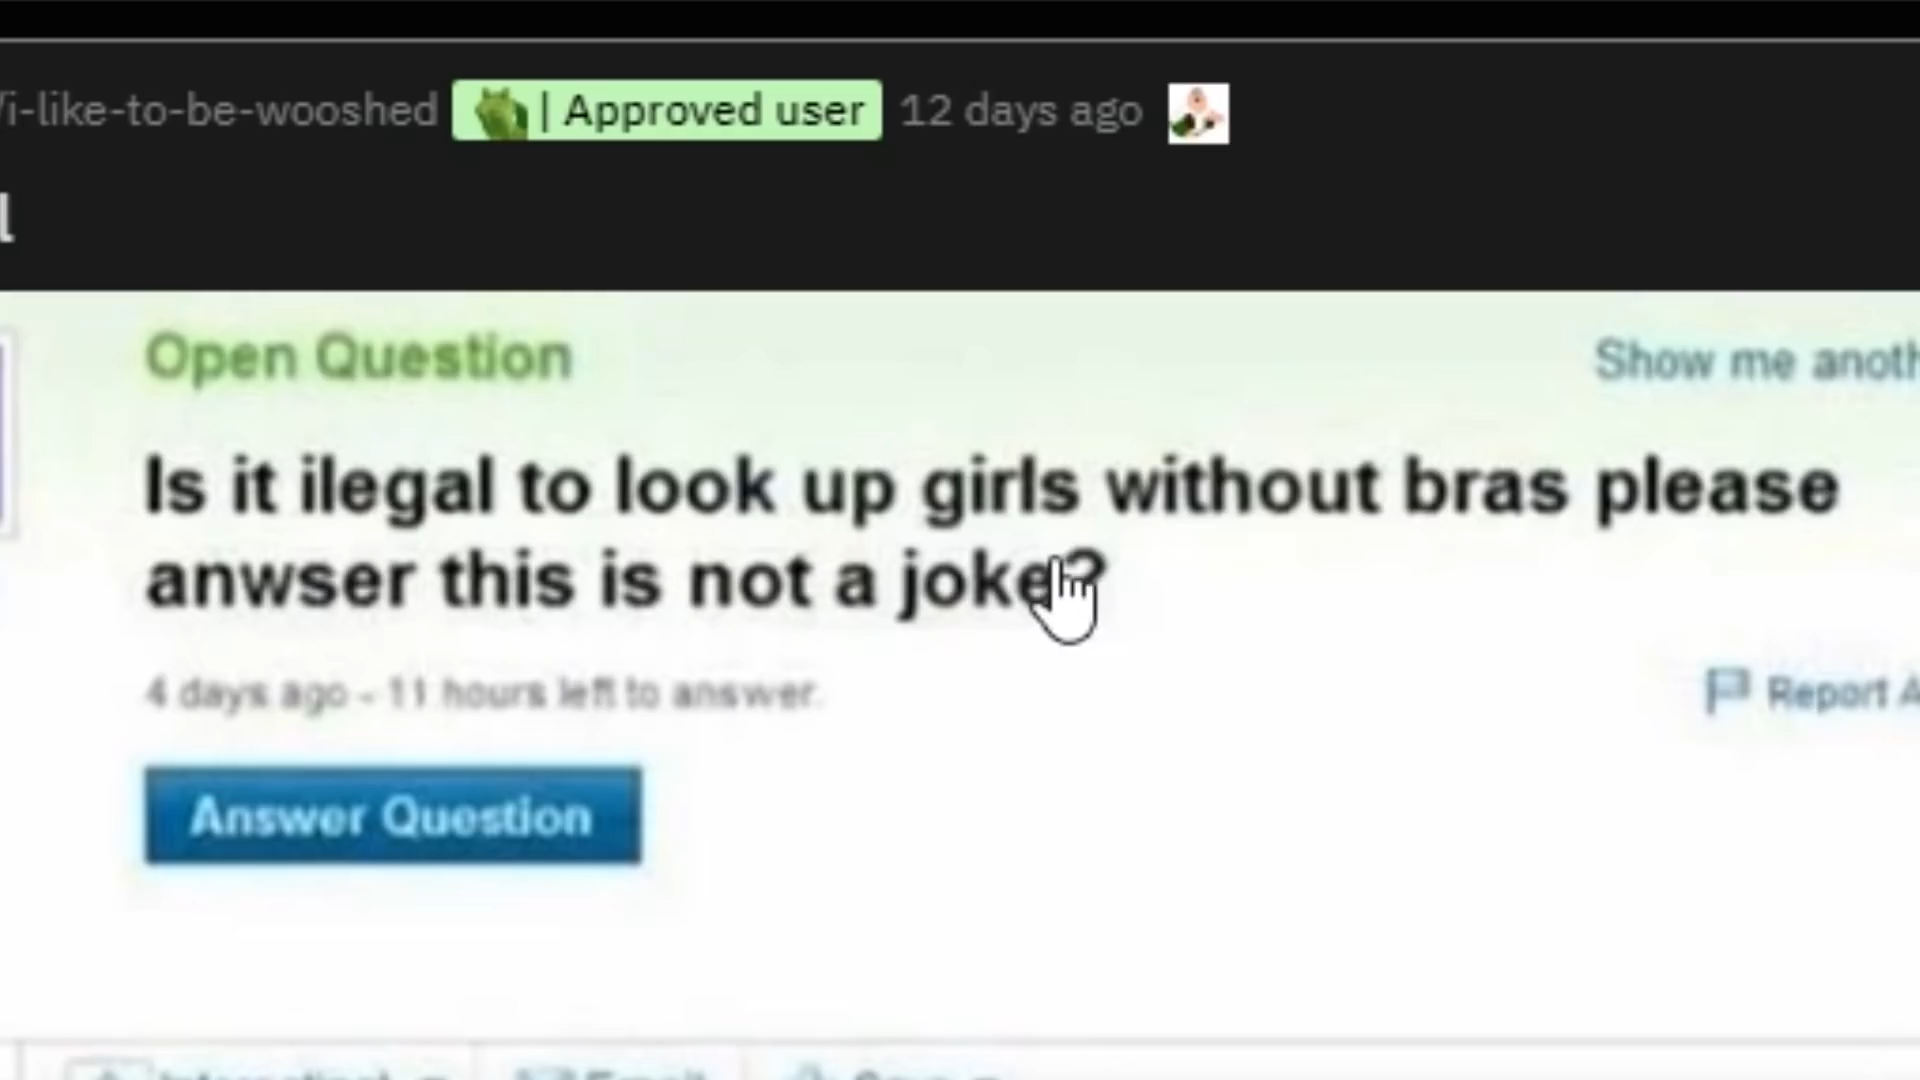 /i-like-to-be-wooshed | Approved user 12 days ago
l
Open Question
Show me anoth
Is it ilegal to look up girls without bras please
anwser this is not a joke?
4 days ago - 11 hours left to answer.
Report A
Answer Question
Email